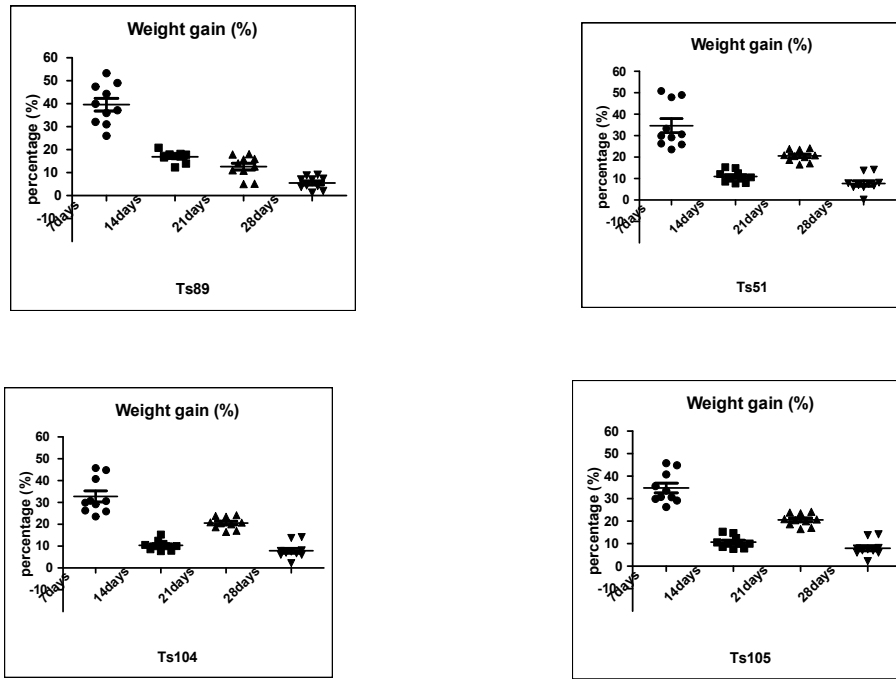 Weight gain (%)
percentage (%)
60
50
40
30
20
10
0
-10
7days
14days
21days
28days
Ts89
Weight gain (%)
percentage (%)
60
50
40
30
20
10
0
-10
7days
14days
21days
28days
Ts51
Weight gain (%)
percentage (%)
60
50
40
30
20
10
0
-10
7days
14days
21days
28days
Ts104
Weight gain (%)
percentage (%)
60
50
40
30
20
10
0
-10
7days
14days
21days
28days
Ts105